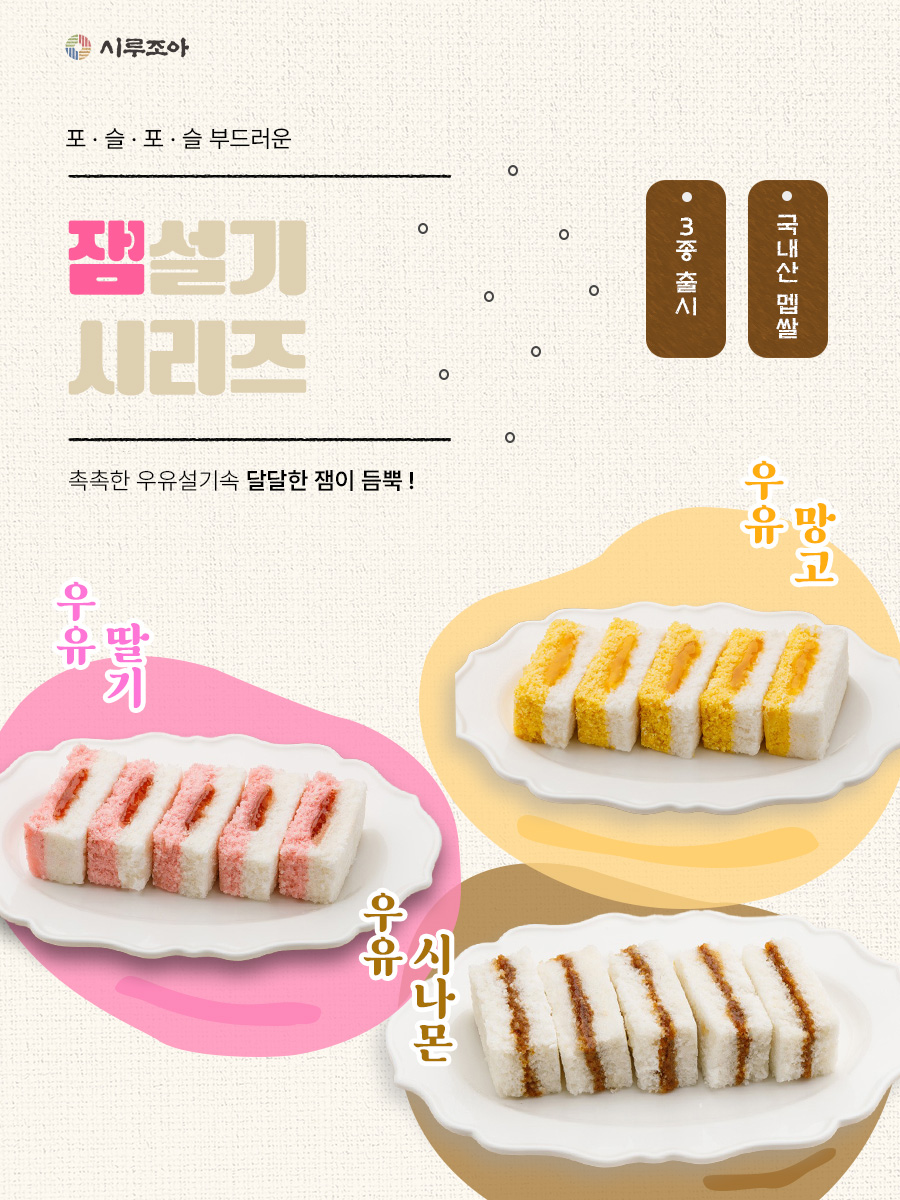 시루조아
포 · 슬 · 포 · 슬 부드러운
잼설기
시리즈
촉촉한 우유설기속 달달한 잼이 듬뿍 !
3종 출시
국내산 멥쌀
우유
망고
우유
딸기
우유
시나몬